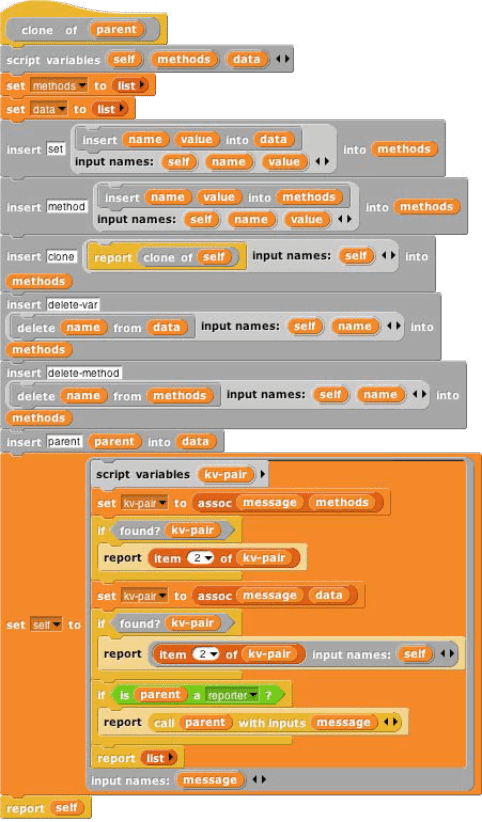 clone of parent
script variables self methods data
set methods to list
set data to list
insert name value into data
insert set input names: self name value into methods
insert name value into methods
insert method input names: self name value into methods
insert clone report clone of self input names: self into
methods
insert delete-var
delete name from data input names: self name into
methods
insert delete-method
delete name from methods input names: self name into
methods
insert parent parent into data
script variables kv-pair
set kv-pair to assoc message methods
if found? kv-pair
report item 2 of kv-pair
set kv-pair to assoc message data
if found? kv-pair
set self to report item 2 of kv-pair input names: self
if is parent a reporter ?
report call parent with inputs message
report list
input names: message
report self